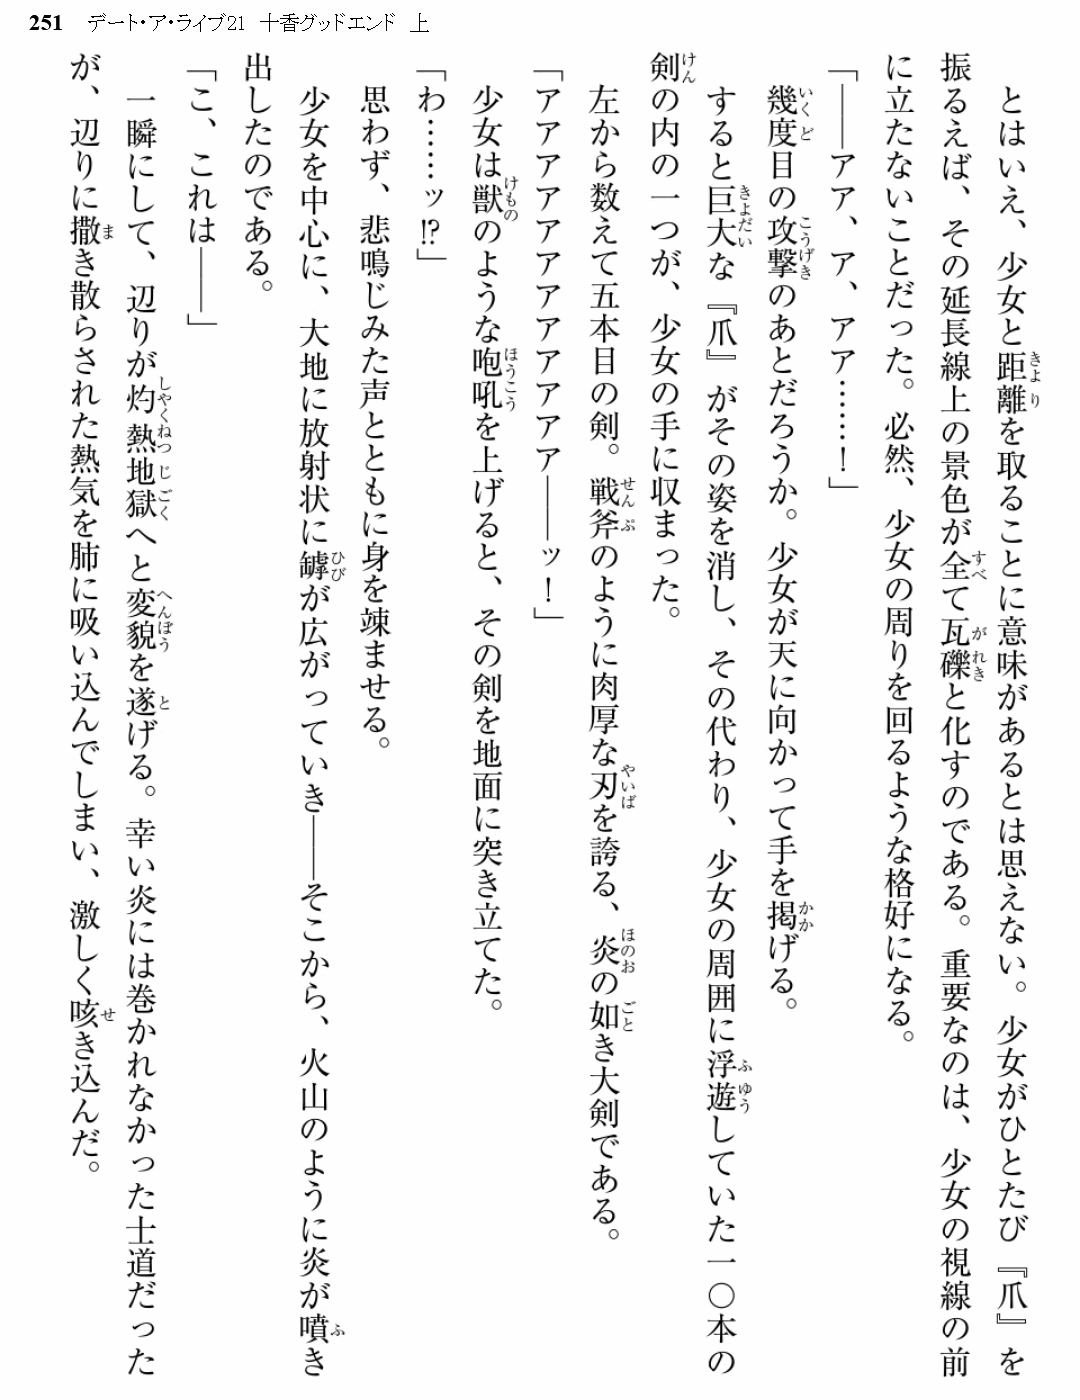 251 デート・ア・ライブ21 十香グッドエンド 上
とはいえ、少女と距離を取ることに意味があるとは思えない。少女がひとたび『爪』を
振るえば、その延長線上の景色が全て瓦礫と化すのである。重要なのは、少女の視線の前
に立たないことだった。必然、少女の周りを回るような格好になる。
「――アア、ア、アア……！」
幾度目の攻撃のあとだろうか。少女が天に向かって手を掲げる。
すると巨大な『爪』がその姿を消し、その代わり、少女の周囲に浮遊していた一〇本の
剣の内の一つが、少女の手に収まった。
左から数えて五本目の剣。戦斧のように肉厚な刃を誇る、炎の如き大剣である。
「アアアアアアアアアアアア――ッ！」
少女は獣のような咆吼を上げると、その剣を地面に突き立てた。
「わ……ッ!?」
思わず、悲鳴じみた声とともに身を竦ませる。
少女を中心に、大地に放射状に罅が広がっていき――そこから、火山のように炎が噴き
出したのである。
「こ、これは――」
一瞬にして、辺りが灼熱地獄へと変貌を遂げる。幸い炎には巻かれなかった士道だった
が、辺りに撒き散らされた熱気を肺に吸い込んでしまい、激しく咳き込んだ。